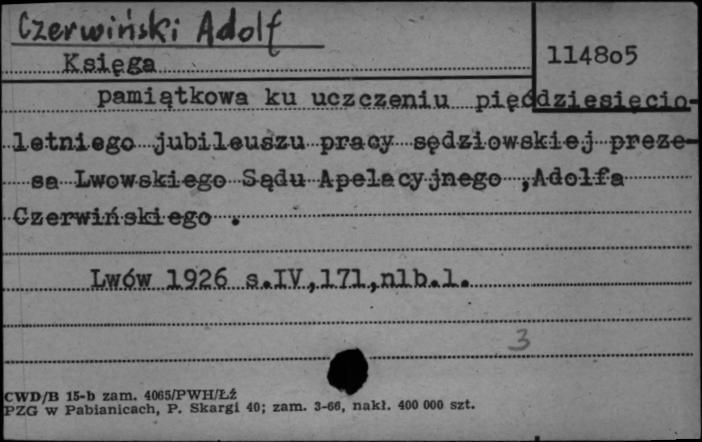 Czerwiński Adolf
114805
Księga
pamiątkowa ku uczczeniu pięćdziesięcio-
letniego jubileuszu pracy sędziowskiej preze-
sa Lwowskiego Sądu Apelacyjnego ,Adolfa
Czerwińskiego .
Lwów 1926 s.IV,171,nlb.1.
3
CWD/B 15-b zam. 4065/PWH/Łź
PZG w Pabianicach, P. Skargi 40; zam. 3-66, nakł. 400 000 szt.